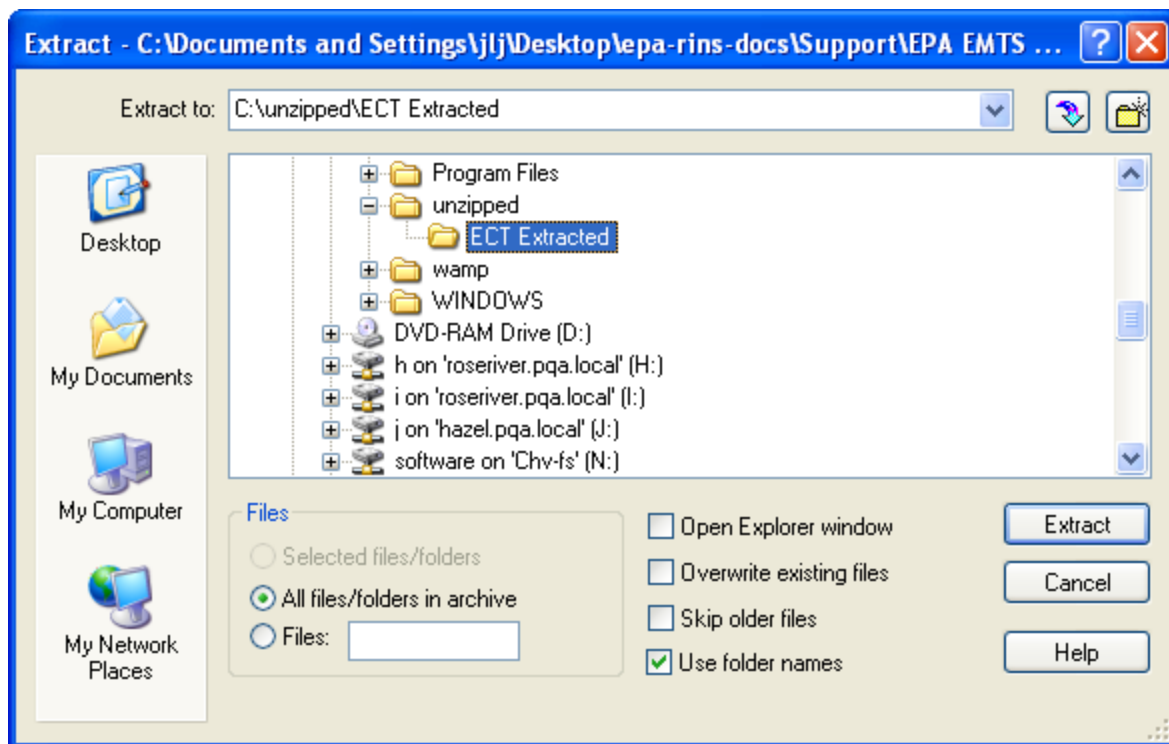 Extract - C:\Documents and Settings\jlj\Desktop\epa-rins-docs\Support\EPA EMTS ...
Extract to: C:\unzipped\ECT Extracted
Desktop
My Documents
My Computer
My Network
Places
Program Files
unzipped
ECT Extracted
wamp
WINDOWS
DVD-RAM Drive (D:)
h on 'roseriver.pqa.local' (H:)
i on 'roseriver.pqa.local' (I:)
j on 'hazel.pqa.local' (J:)
software on 'Chv-fs' (N:)
Files
Selected files/folders
All files/folders in archive
Files:
Open Explorer window
Overwrite existing files
Skip older files
Use folder names
Extract
Cancel
Help